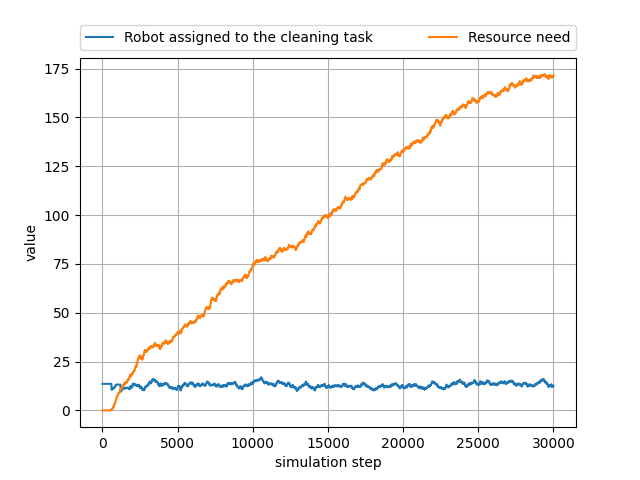 Robot assigned to the cleaning task Resource need
175
150
125
100
75
50
25
0
value
0 5000 10000 15000 20000 25000 30000
simulation step